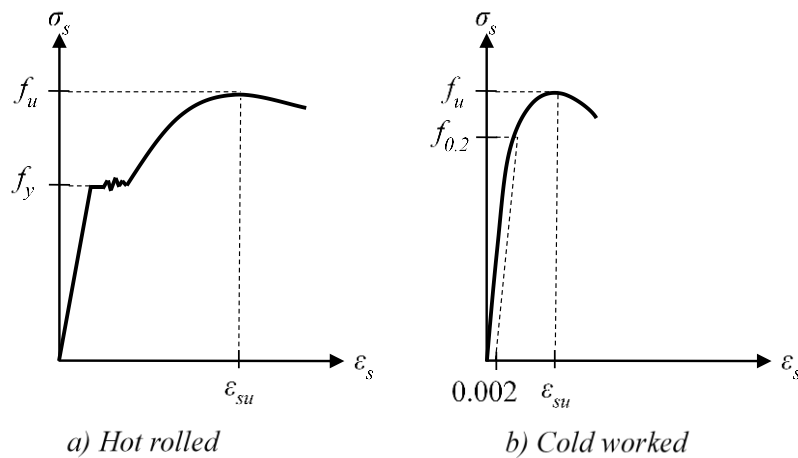 σs
fu
fy
εs
εsu
a) Hot rolled
σs
fu
f0.2
εs
0.002 εsu
b) Cold worked